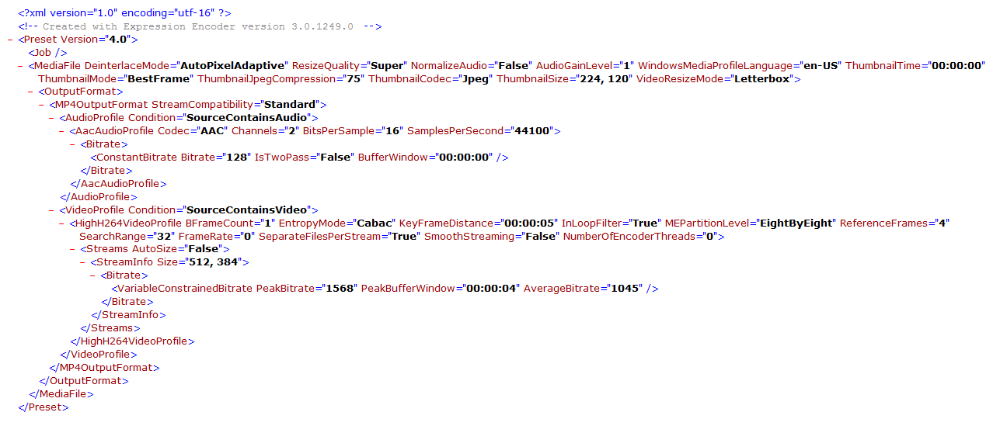 <?xml version="1.0" encoding="utf-16" ?>
<!-- Created with Expression Encoder version 3.0.1249.0 -->
- <Preset Version="4.0">
<Job />
- <MediaFile DeinterlaceMode="AutoPixelAdaptive" ResizeQuality="Super" NormalizeAudio="False" AudioGainLevel="1" WindowsMediaProfileLanguage="en-US" ThumbnailTime="00:00:00"
ThumbnailMode="BestFrame" ThumbnailJpegCompression="75" ThumbnailCodec="Jpeg" ThumbnailSize="224, 120" VideoResizeMode="Letterbox">
- <OutputFormat>
- <MP4OutputFormat StreamCompatibility="Standard">
- <AudioProfile Condition="SourceContainsAudio">
- <AacAudioProfile Codec="AAC" Channels="2" BitsPerSample="16" SamplesPerSecond="44100">
- <Bitrate>
<ConstantBitrate Bitrate="128" IsTwoPass="False" BufferWindow="00:00:00" />
</Bitrate>
</AacAudioProfile>
</AudioProfile>
- <VideoProfile Condition="SourceContainsVideo">
- <HighH264VideoProfile BFrameCount="1" EntropyMode="Cabac" KeyFrameDistance="00:00:05" InLoopFilter="True" MEPartitionLevel="EightByEight" ReferenceFrames="4"
SearchRange="32" FrameRate="0" SeparateFilesPerStream="True" SmoothStreaming="False" NumberOfEncoderThreads="0">
- <Streams AutoSize="False">
- <StreamInfo Size="512, 384">
- <Bitrate>
<VariableConstrainedBitrate PeakBitrate="1568" PeakBufferWindow="00:00:04" AverageBitrate="1045" />
</Bitrate>
</StreamInfo>
</Streams>
</HighH264VideoProfile>
</VideoProfile>
</MP4OutputFormat>
</OutputFormat>
</MediaFile>
</Preset>